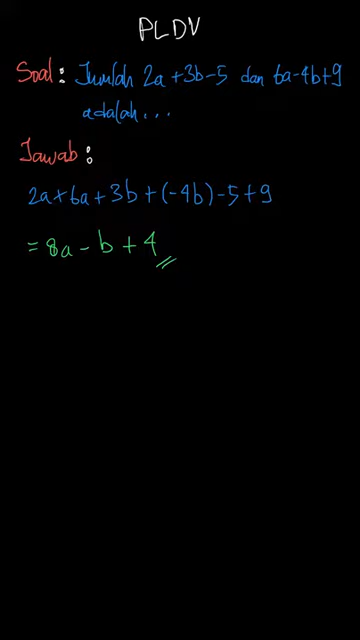 PLDV
Soal: Jumlah 2a+3b-5 dan 6a-4b+9
adalah...
Jawab:
2a+6a+3b+(-4b)-5+9
=8a-b+4